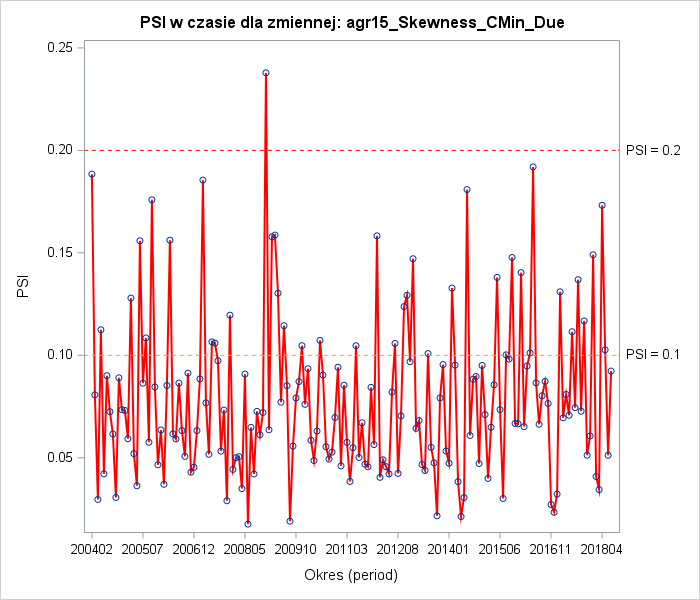 PSI w czasie dla zmiennej: agr15_Skewness_CMin_Due
0.25
0.20
PSI = 0.2
0.15
PSI
0.10
PSI = 0.1
0.05
200402 200507 200612 200805 200910 201103 201208 201401 201506 201611 201804
Okres (period)